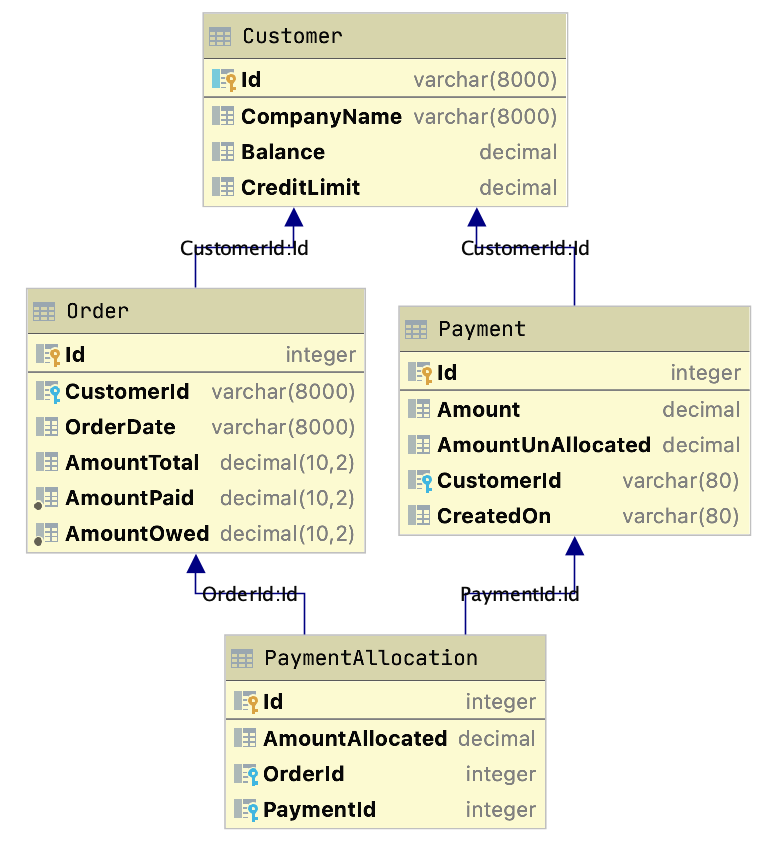 Customer
Id varchar(8000)
CompanyName varchar(8000)
Balance decimal
CreditLimit decimal
CustomerId:Id
CustomerId:Id
Order
Id integer
CustomerId varchar(8000)
OrderDate varchar(8000)
AmountTotal decimal(10,2)
AmountPaid decimal(10,2)
AmountOwed decimal(10,2)
Payment
Id integer
Amount decimal
AmountUnAllocated decimal
CustomerId varchar(80)
CreatedOn varchar(80)
OrderId:Id
PaymentId:Id
PaymentAllocation
Id integer
AmountAllocated decimal
OrderId integer
PaymentId integer